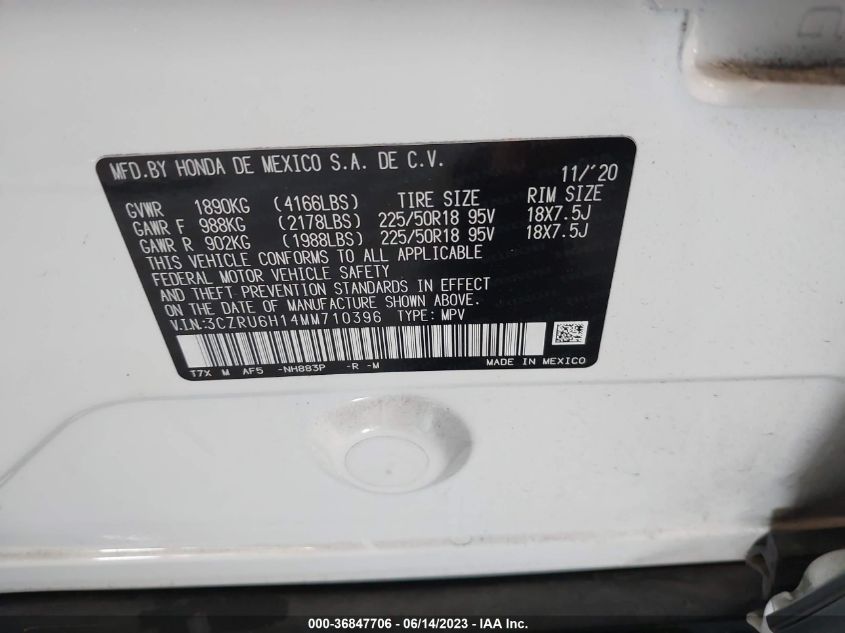 MFD.BY HONDA DE MEXICO S.A. DE C.V. 11/'20
GVWR 1890KG (4166LBS) TIRE SIZE RIM SIZE
GAWR F 988KG (2178LBS) 225/50R18 95V 18X7.5J
GAWR R 902KG (1988LBS) 225/50R18 95V 18X7.5J
THIS VEHICLE CONFORMS TO ALL APPLICABLE
FEDERAL MOTOR VEHICLE SAFETY
AND THEFT PREVENTION STANDARDS IN EFFECT
ON THE DATE OF MANUFACTURE SHOWN ABOVE.
V.I.N:3CZRU6H14MM710396 TYPE: MPV
T7X M AF5 -NH883P -R -M MADE IN MEXICO
000-36847706 - 06/14/2023 - IAAI.COM